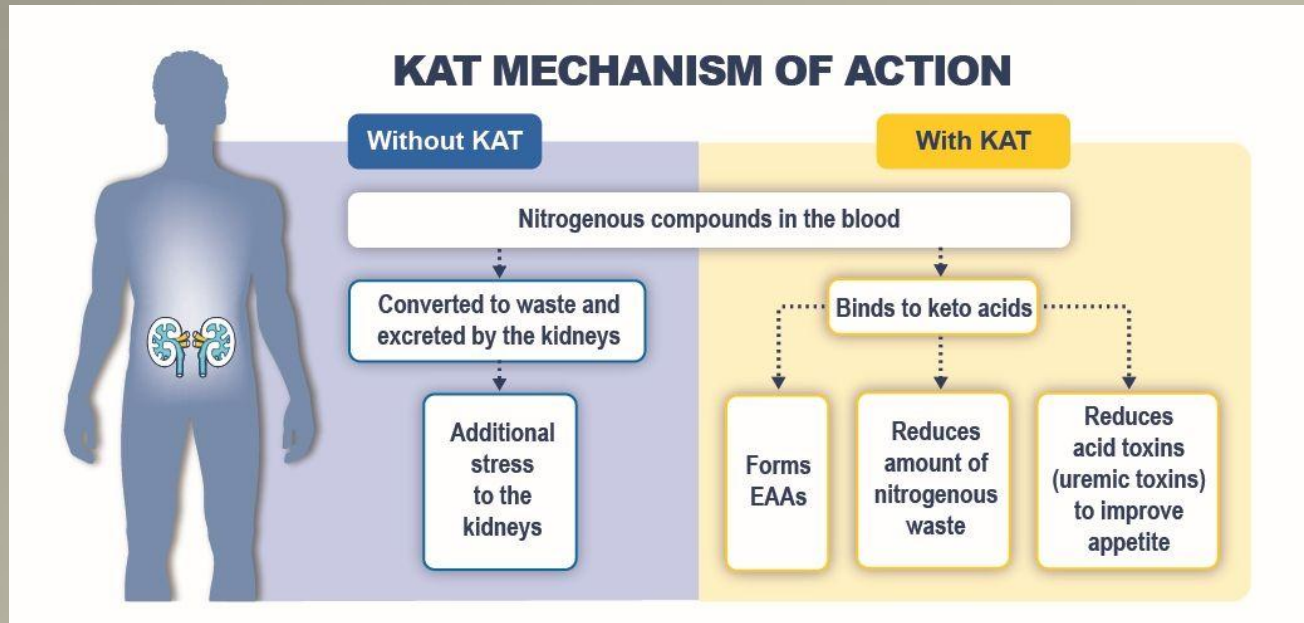 KAT MECHANISM OF ACTION
Without KAT
With KAT
Nitrogenous compounds in the blood
Converted to waste and
excreted by the kidneys
Additional
stress
to the
kidneys
Binds to keto acids
Forms
EAAs
Reduces
amount of
nitrogenous
waste
Reduces
acid toxins
(uremic toxins)
to improve
appetite